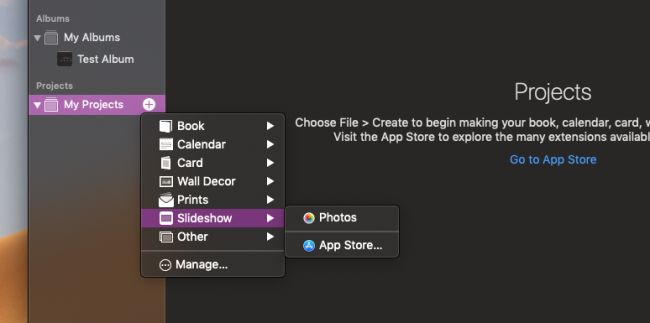 Albums
My Albums
Test Album
Projects
My Projects
Book
Calendar
Card
Wall Decor
Prints
Slideshow
Other
Manage...
Photos
App Store...
Projects
Choose File > Create to begin making your book, calendar, card, w
Visit the App Store to explore the many extensions availabl
Go to App Store